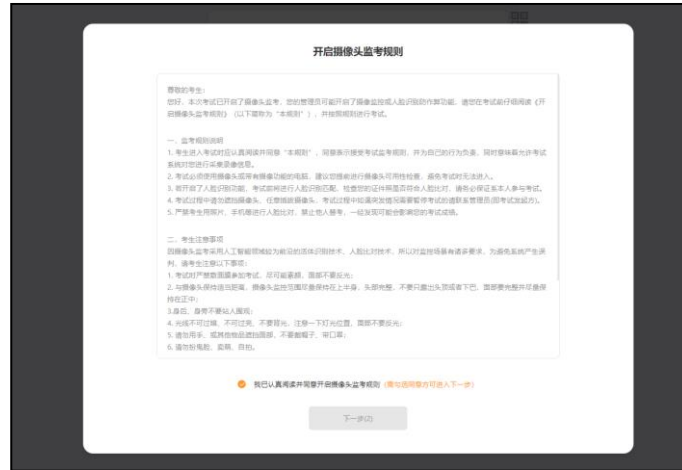 开启摄像头监考规则
尊敬的考生:
您好,本次考试已开启了摄像头监考,您的管理员可能开启了摄像监控或人脸识别防作弊功能,请您在考试前仔细阅读《开
启摄像头监考规则》(以下简称为“本规则”),并按照规则进行考试。
一、监考规则说明
1. 考生进入考试时应认真阅读并同意“本规则”,同意表示接受考试监考规则,并为自己的行为负责,同时意味着允许考试
系统对您进行采集录像信息。
2. 考试必须使用摄像头或带有摄像功能的电脑,建议您提前进行摄像头可用性检查,避免考试时无法进入。
3. 若开启了人脸识别功能,考试前将进行人脸识别匹配,检查您的证件照是否符合人脸比对,请务必保证系本人参与考试。
4. 考试过程中请勿遮挡摄像头、任意挑拨摄像头,考试过程中如遇突发情况需要暂停考试的请联系管理员(即考试发起方)。
5. 严禁考生用照片、手机等进行人脸比对,禁止他人替考,一经发现可能会影响您的考试成绩。
二、考生注意事项
因摄像头监考采用人工智能领域较为前沿的活体识别技术、人脸比对技术,所以对监控场景有诸多要求,为避免系统产生误
判,请考生注意以下事项:
1. 考试时严禁戴面罩参加考试,尽可能素颜,面部不要反光;
2. 与摄像头保持适当距离,摄像头监控范围尽量保持在上半身,头部完整,不要只露出头顶或者下巴,面部要完整并尽量保
持在正中;
3.身后、身旁不要站人围观;
4. 光线不可过暗,不可过亮,不要背光,注意一下灯光位置,面部不要反光;
5. 请勿用手、或其他物品遮挡面部,不要戴帽子、带口罩;
6. 请勿扮鬼脸、卖萌、自拍。
我已认真阅读并同意开启摄像头监考规则 (需勾选同意方可进入下一步)
下一步(2)